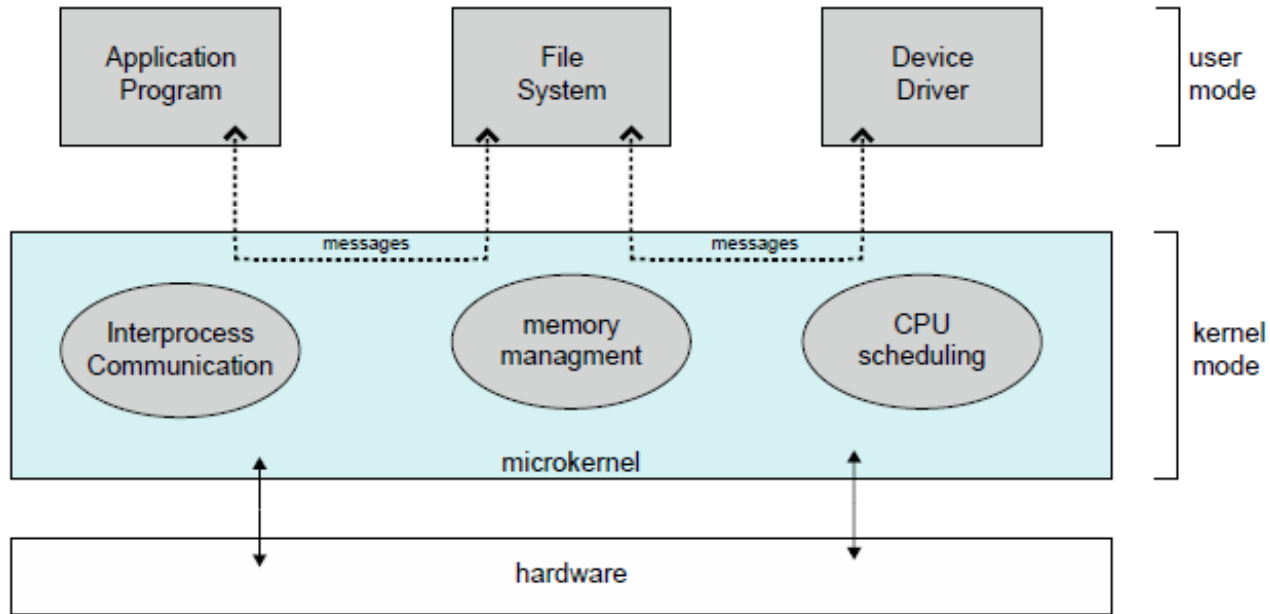 Application
Program
File
System
Device
Driver
user
mode
messages
messages
Interprocess
Communication
memory
managment
CPU
scheduling
kernel
mode
microkernel
hardware